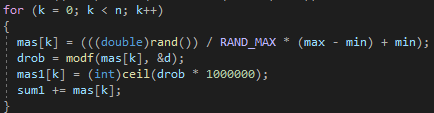 for (k = 0; k < n; k++)
{
mas[k] = (((double)rand()) / RAND_MAX * (max - min) + min);
drob = modf(mas[k], &d);
mas1[k] = (int)ceil(drob * 1000000);
sum1 += mas[k];
}